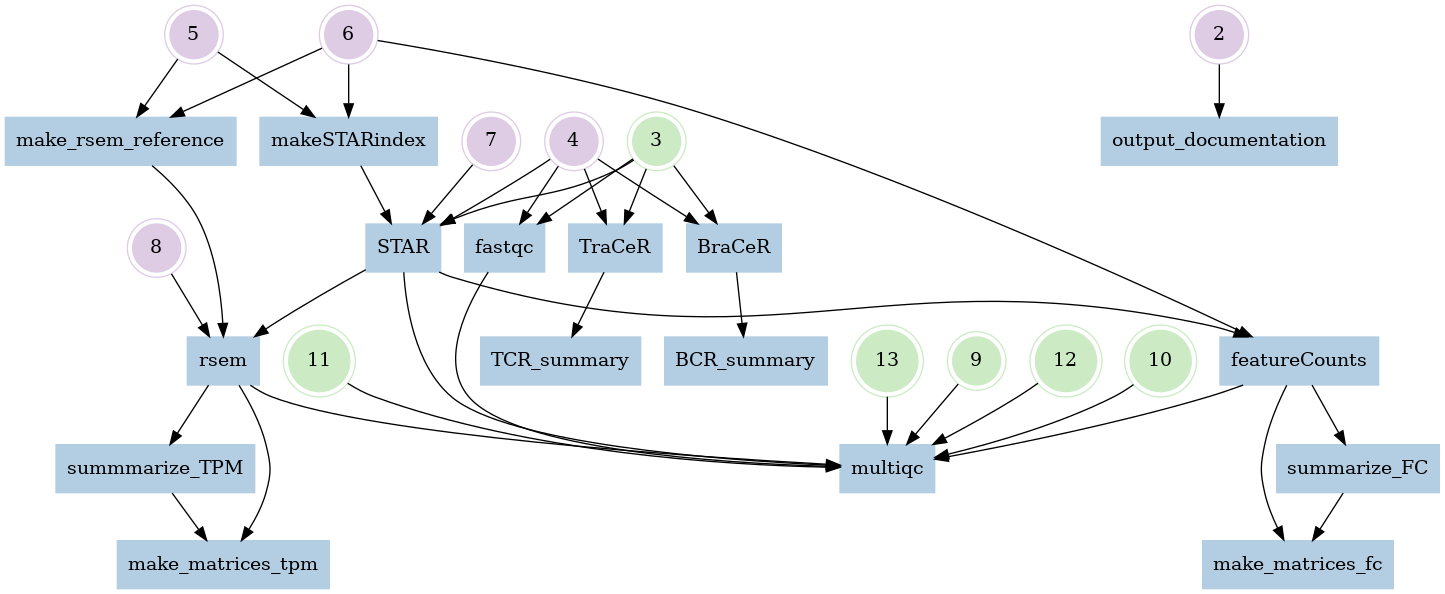 5
6
2
make_rsem_reference
makeSTARindex
7
4
3
output_documentation
8
STAR
fastqc
TraCeR
BraCeR
rsem
11
TCR_summary
BCR_summary
13
9
12
10
featureCounts
summmarize_TPM
multiqc
summarize_FC
make_matrices_tpm
make_matrices_fc